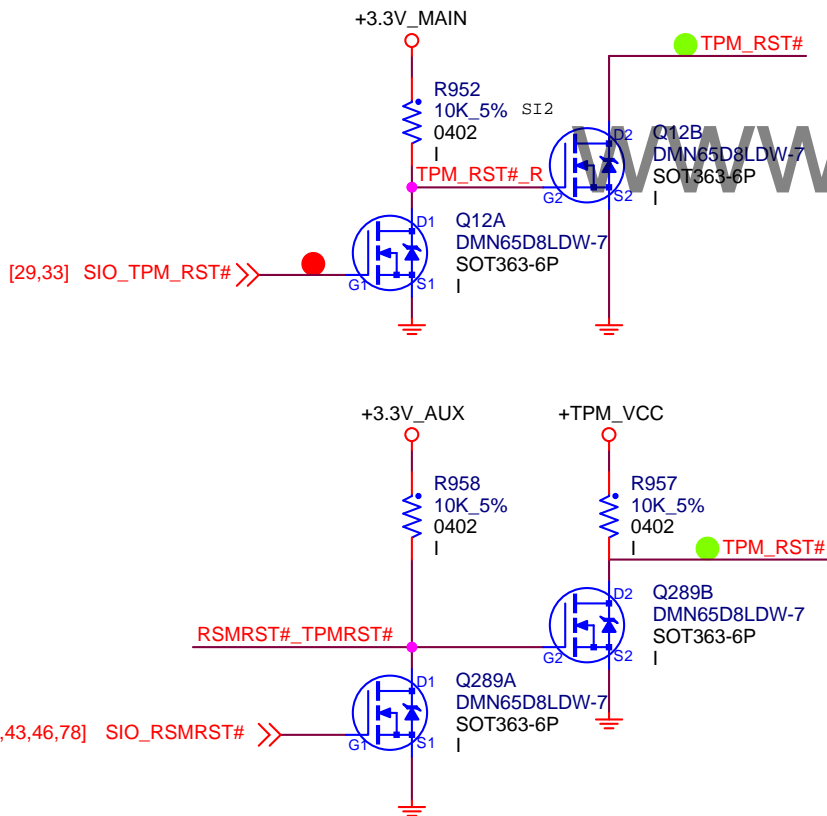 +3.3V_MAIN
TPM_RST#
R952
10K_5%
SI2
0402
I
D2
Q12B
DMN65D8LDW-7
SOT363-6P
I
G2
S2
TPM_RST#_R
WWW
D1
Q12A
DMN65D8LDW-7
SOT363-6P
I
G1
S1
[29,33] SIO_TPM_RST#
+3.3V_AUX
+TPM_VCC
R958
10K_5%
0402
I
R957
10K_5%
0402
I
TPM_RST#
D2
Q289B
DMN65D8LDW-7
SOT363-6P
I
G2
S2
RSMRST#_TPMRST#
D1
Q289A
DMN65D8LDW-7
SOT363-6P
I
G1
S1
,43,46,78] SIO_RSMRST#